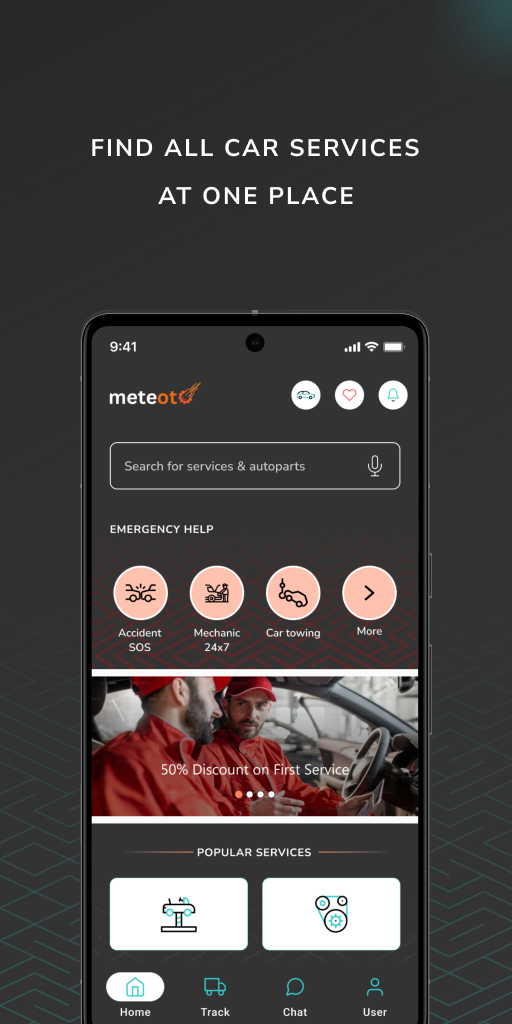 FIND ALL CAR SERVICES
AT ONE PLACE
9:41
meteoto
Search for services & autoparts
EMERGENCY HELP
Accident
SOS
Mechanic
24x7
Car towing
More
50% Discount on First Service
POPULAR SERVICES
Home
Track
Chat
User